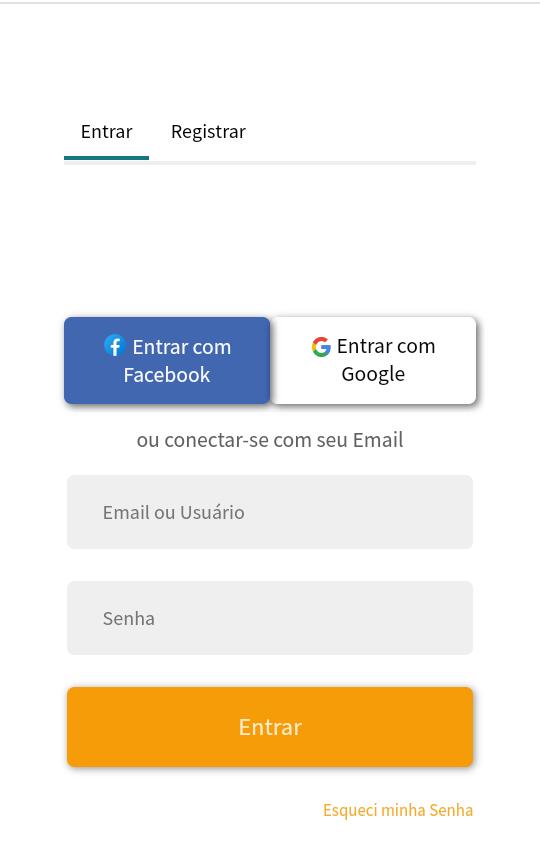 Entrar
Registrar
Entrar com
Facebook
Entrar com
Google
ou conectar-se com seu Email
Email ou Usuário
Senha
Entrar
Esqueci minha Senha